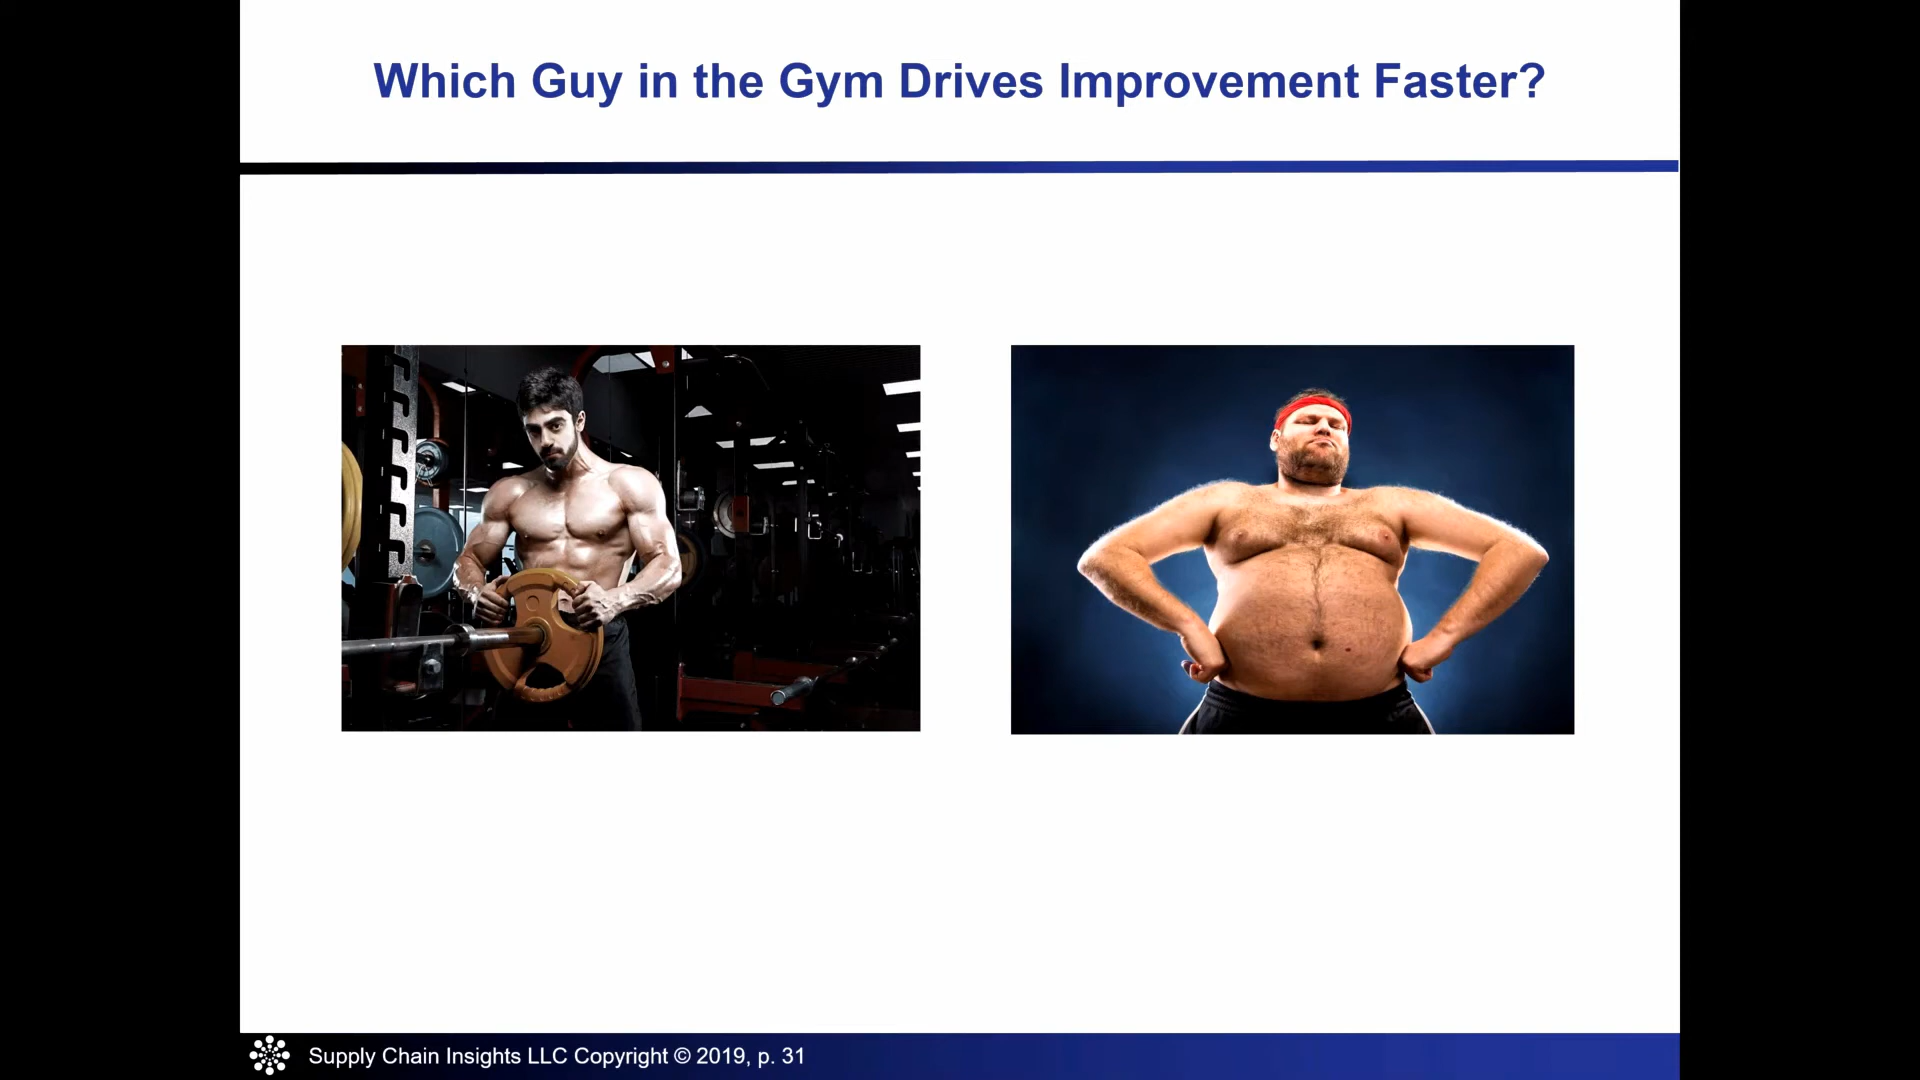 Which Guy in the Gym Drives Improvement Faster?
Supply Chain Insights LLC Copyright © 2019, p. 31